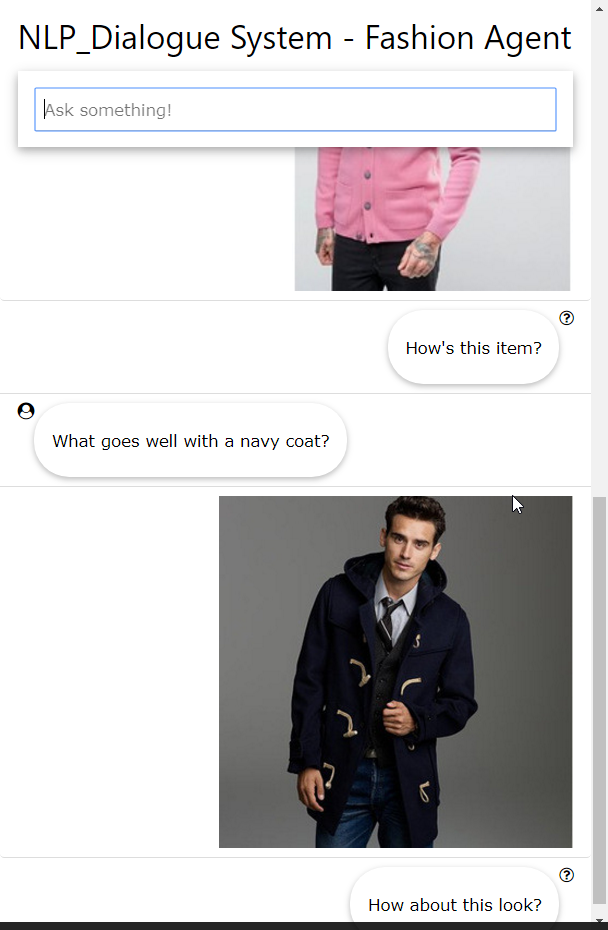 NLP_Dialogue System - Fashion Agent
Ask something!
How's this item?
What goes well with a navy coat?
How about this look?